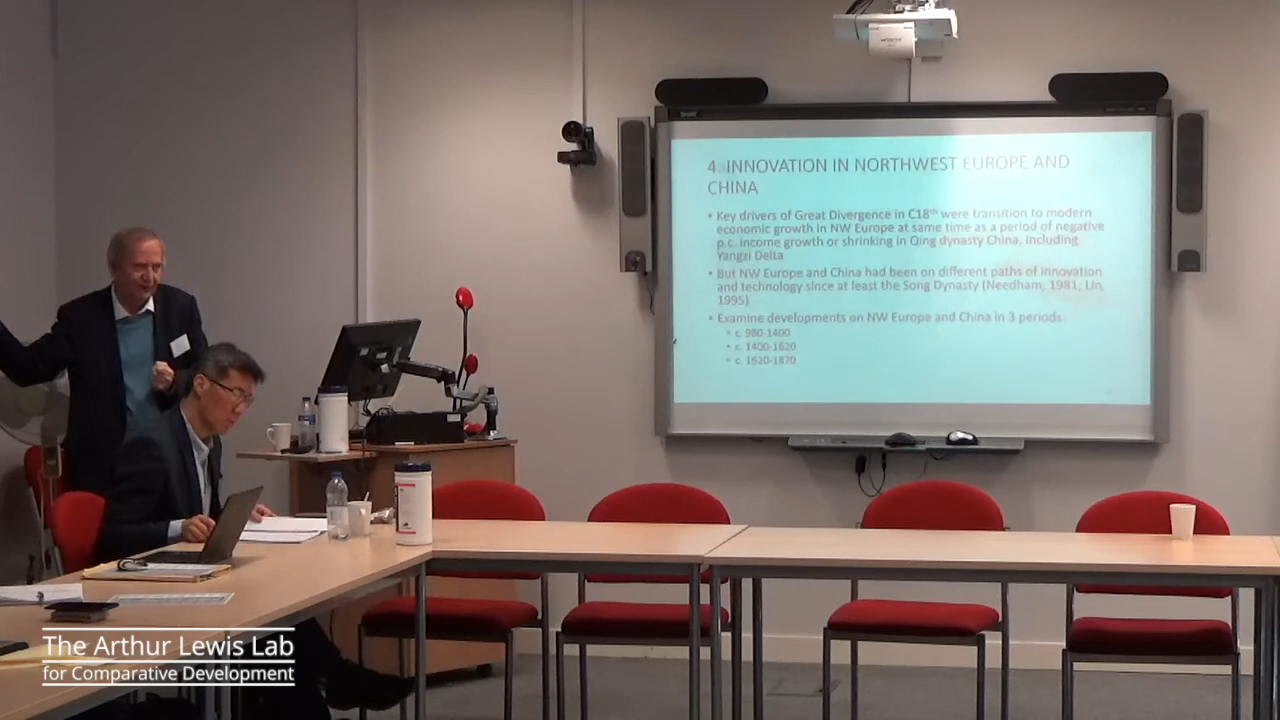 4. INNOVATION IN NORTHWEST EUROPE AND
CHINA
• Key drivers of Great Divergence in C18th were transition to modern
economic growth in NW Europe at same time as a period of negative
p.c. income growth or shrinking in Qing dynasty China, including
Yangzi Delta
• But NW Europe and China had been on different paths of innovation
and technology since at least the Song Dynasty (Needham, 1981, Lin,
1995)
• Examine developments on NW Europe and China in 3 periods
• c. 980-1400
• c. 1400-1620
• c. 1620-1870
The Arthur Lewis Lab
for Comparative Development